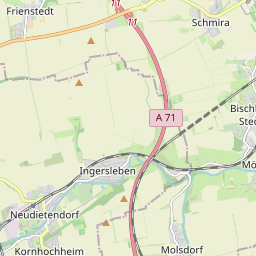 Frienstedt
Schmira
A 71
Bischl
Ste
Mö
Ingersleben
Neudietendorf
Kornhochheim
Molsdorf